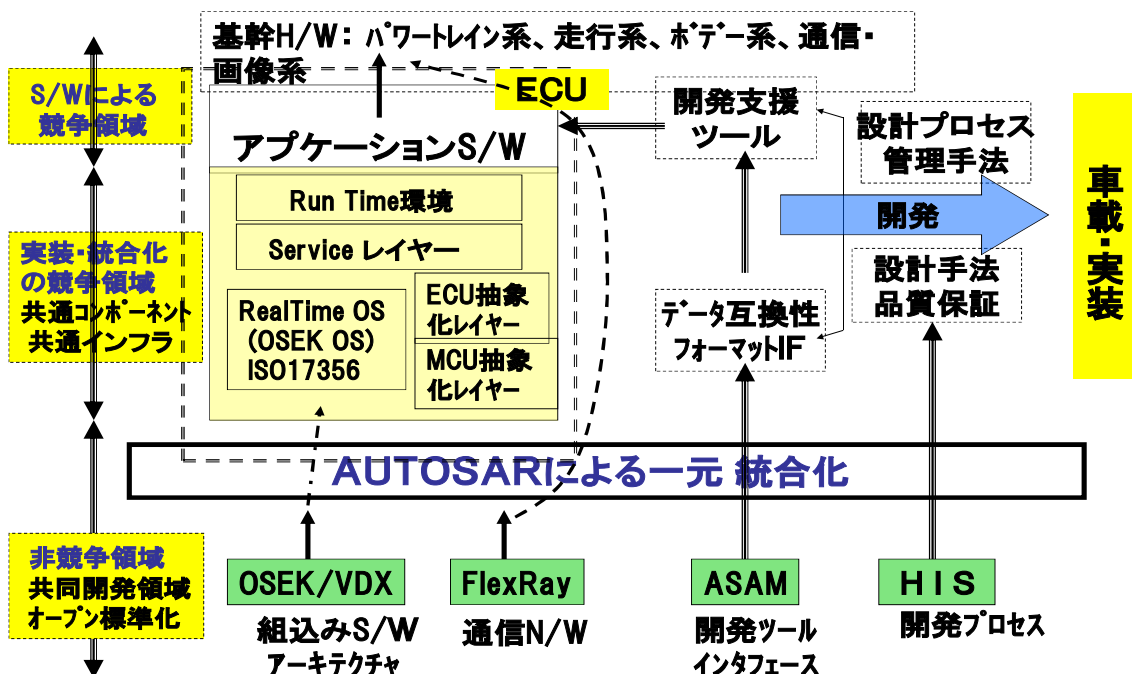 基幹H/W：ﾊﾟワートレイン系、走行系、ボデー系、通信・
画像系
ECU
S/Wによる
競争領域
アプケーションS/W
Run Time環境
Service レイヤー
RealTime OS
(OSEK OS)
ISO17356
ECU抽象
化レイヤー
MCU抽象
化レイヤー
実装・統合化
の競争領域
共通ｺﾝﾎﾟｰﾈﾝﾄ
共通インフラ
開発支援
ツール
設計プロセス
管理手法
開発
設計手法
品質保証
データ互換性
フォーマットIF
車載・実装
AUTOSARによる一元 統合化
非競争領域
共同開発領域
オープン標準化
OSEK/VDX
組込みS/W
アーキテクチャ
FlexRay
通信N/W
ASAM
開発ツール
インタフェース
HIS
開発プロセス